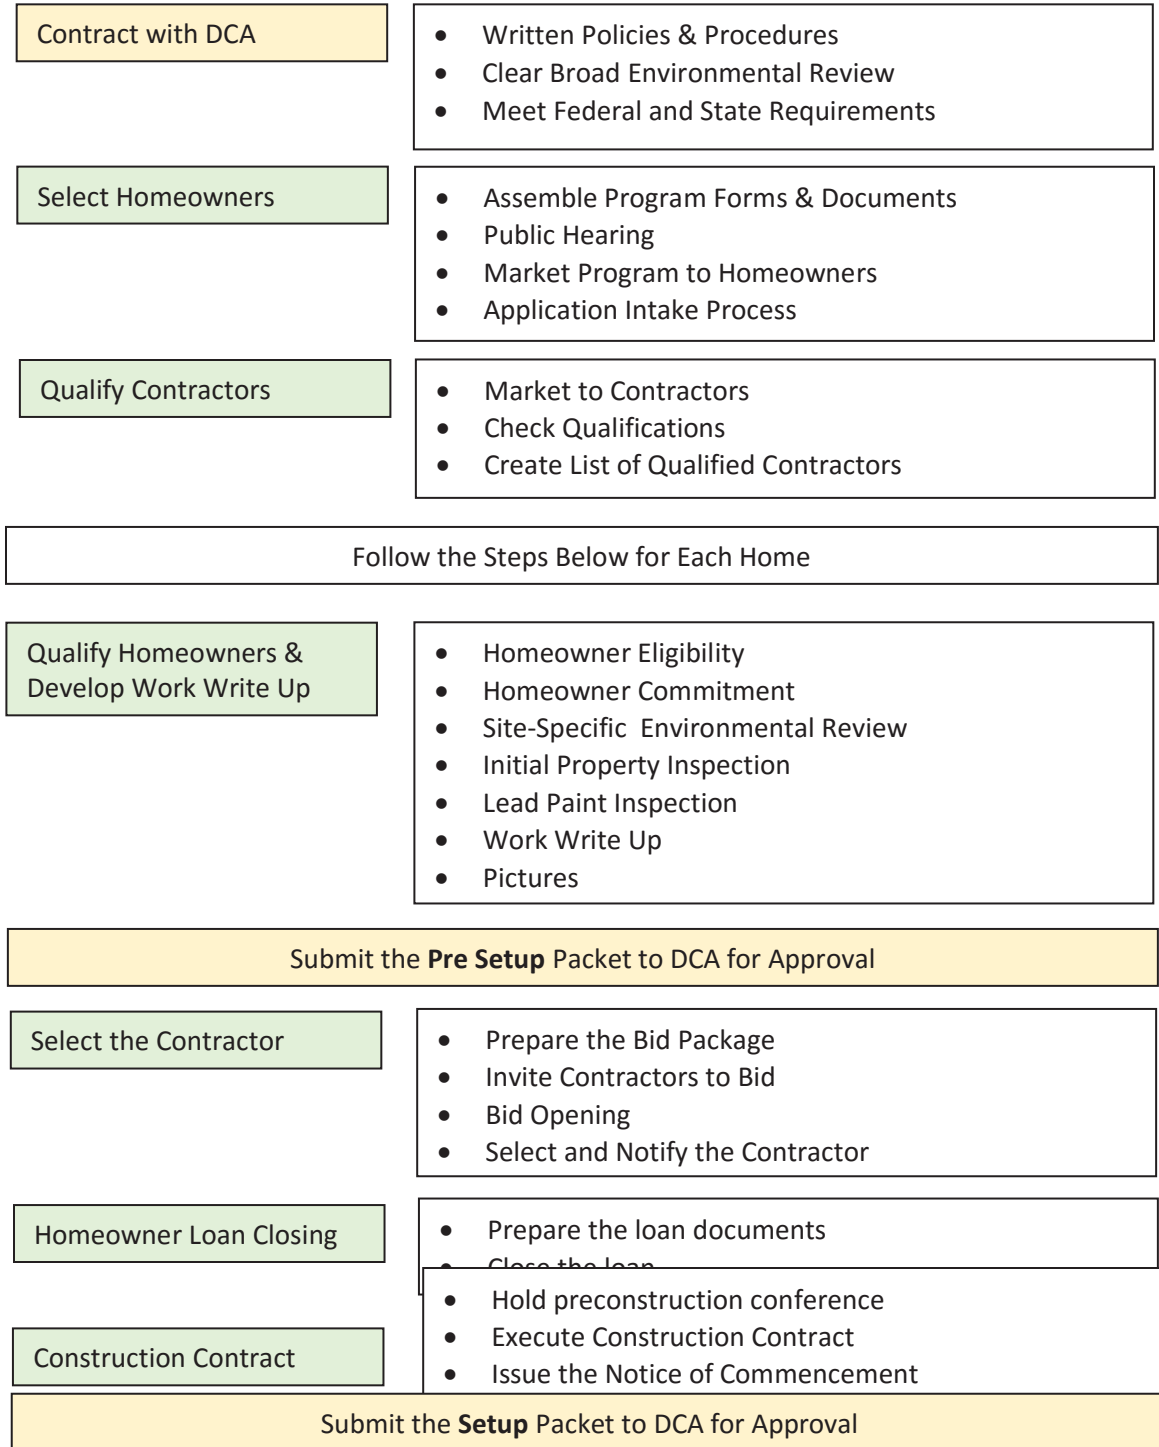 Contract with DCA
• Written Policies & Procedures
• Clear Broad Environmental Review
• Meet Federal and State Requirements
Select Homeowners
• Assemble Program Forms & Documents
• Public Hearing
• Market Program to Homeowners
• Application Intake Process
Qualify Contractors
• Market to Contractors
• Check Qualifications
• Create List of Qualified Contractors
Follow the Steps Below for Each Home
Qualify Homeowners &
Develop Work Write Up
• Homeowner Eligibility
• Homeowner Commitment
• Site-Specific Environmental Review
• Initial Property Inspection
• Lead Paint Inspection
• Work Write Up
• Pictures
Submit the Pre Setup Packet to DCA for Approval
Select the Contractor
• Prepare the Bid Package
• Invite Contractors to Bid
• Bid Opening
• Select and Notify the Contractor
Homeowner Loan Closing
• Prepare the loan documents
• Close the loan
Construction Contract
• Hold preconstruction conference
• Execute Construction Contract
• Issue the Notice of Commencement
Submit the Setup Packet to DCA for Approval